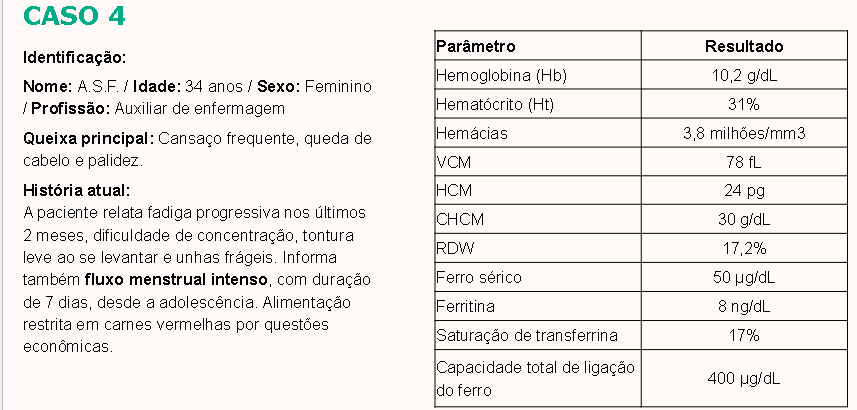 CASO 4
Identificação:
Nome: A.S.F. / Idade: 34 anos / Sexo: Feminino
/ Profissão: Auxiliar de enfermagem
Queixa principal: Cansaço frequente, queda de
cabelo e palidez.
História atual:
A paciente relata fadiga progressiva nos últimos
2 meses, dificuldade de concentração, tontura
leve ao se levantar e unhas frágeis. Informa
também fluxo menstrual intenso, com duração
de 7 dias, desde a adolescência. Alimentação
restrita em carnes vermelhas por questões
econômicas.
Parâmetro Resultado
Hemoglobina (Hb) 10,2 g/dL
Hematócrito (Ht) 31%
Hemácias 3,8 milhões/mm3
VCM 78 fL
HCM 24 pg
CHCM 30 g/dL
RDW 17,2%
Ferro sérico 50 µg/dL
Ferritina 8 ng/dL
Saturação de transferrina 17%
Capacidade total de ligação
do ferro 400 µg/dL